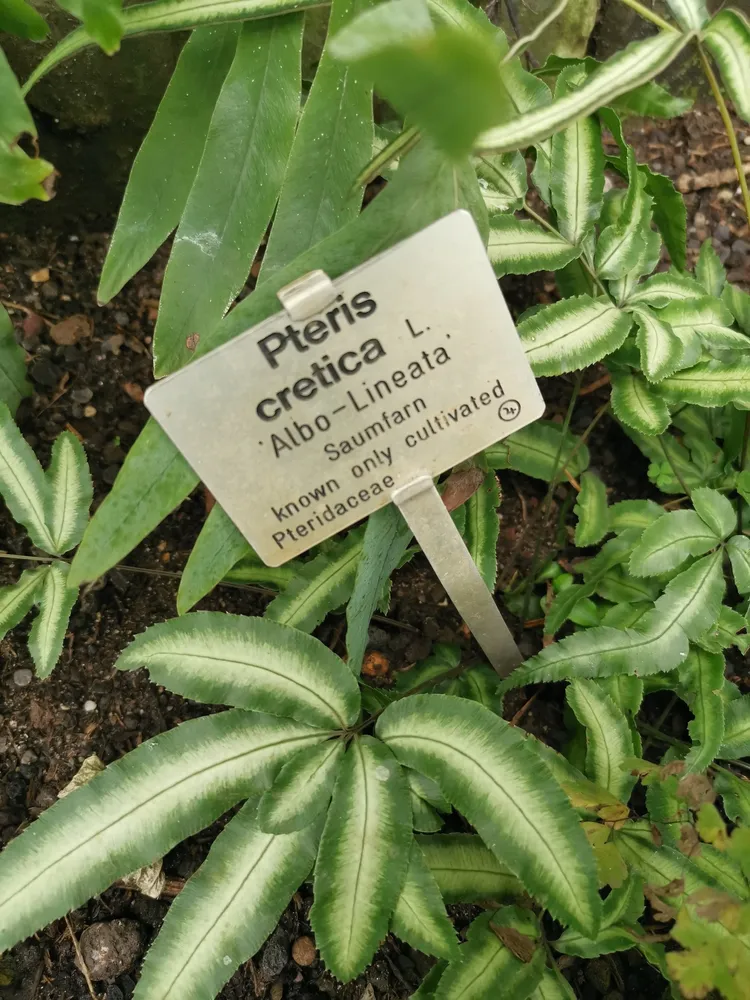 Pteris
cretica L.
'Albo-Lineata'
Saumfarn
known only cultivated
Pteridaceae